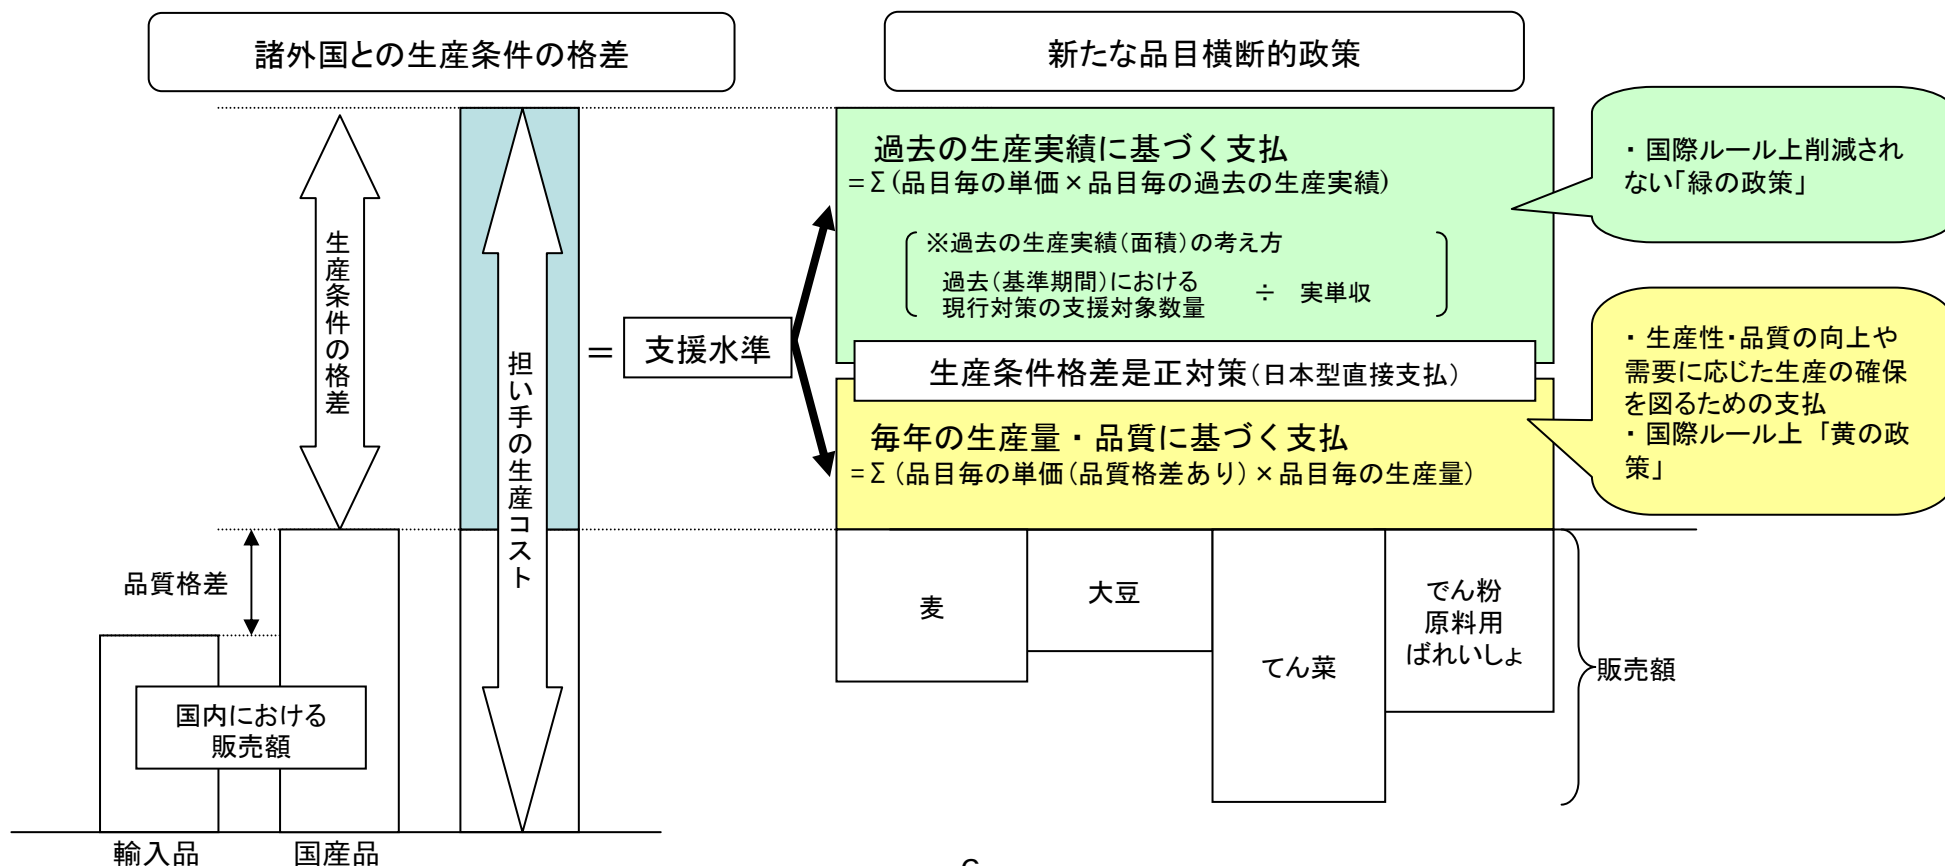 諸外国との生産条件の格差
新たな品目横断的政策
生産条件の格差
担い手の生産コスト
=
支援水準
過去の生産実績に基づく支払
=Σ(品目毎の単価×品目毎の過去の生産実績)
※過去の生産実績(面積)の考え方
過去(基準期間)における
現行対策の支援対象数量 ÷ 実単収
生産条件格差是正対策(日本型直接支払)
毎年の生産量・品質に基づく支払
=Σ(品目毎の単価(品質格差あり)×品目毎の生産量)
・国際ルール上削減され
ない「緑の政策」
・生産性・品質の向上や
需要に応じた生産の確保
を図るための支払
・国際ルール上「黄の政
策」
品質格差
国内における
販売額
輸入品
国産品
麦
大豆
てん菜
でん粉
原料用
ばれいしょ
販売額